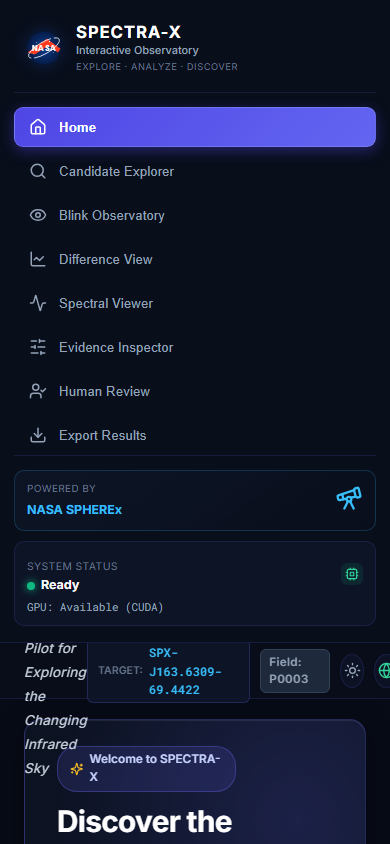 NASA
SPECTRA-X
Interactive Observatory
EXPLORE · ANALYZE · DISCOVER
Home
Candidate Explorer
Blink Observatory
Difference View
Spectral Viewer
Evidence Inspector
Human Review
Export Results
POWERED BY
NASA SPHEREx
SYSTEM STATUS
Ready
GPU: Available (CUDA)
Pilot for
Exploring
the
Changing
Infrared
Sky
TARGET:
SPX-
J163.6309-
69.4422
Field:
P0003
Welcome to SPECTRA-
X
Discover the